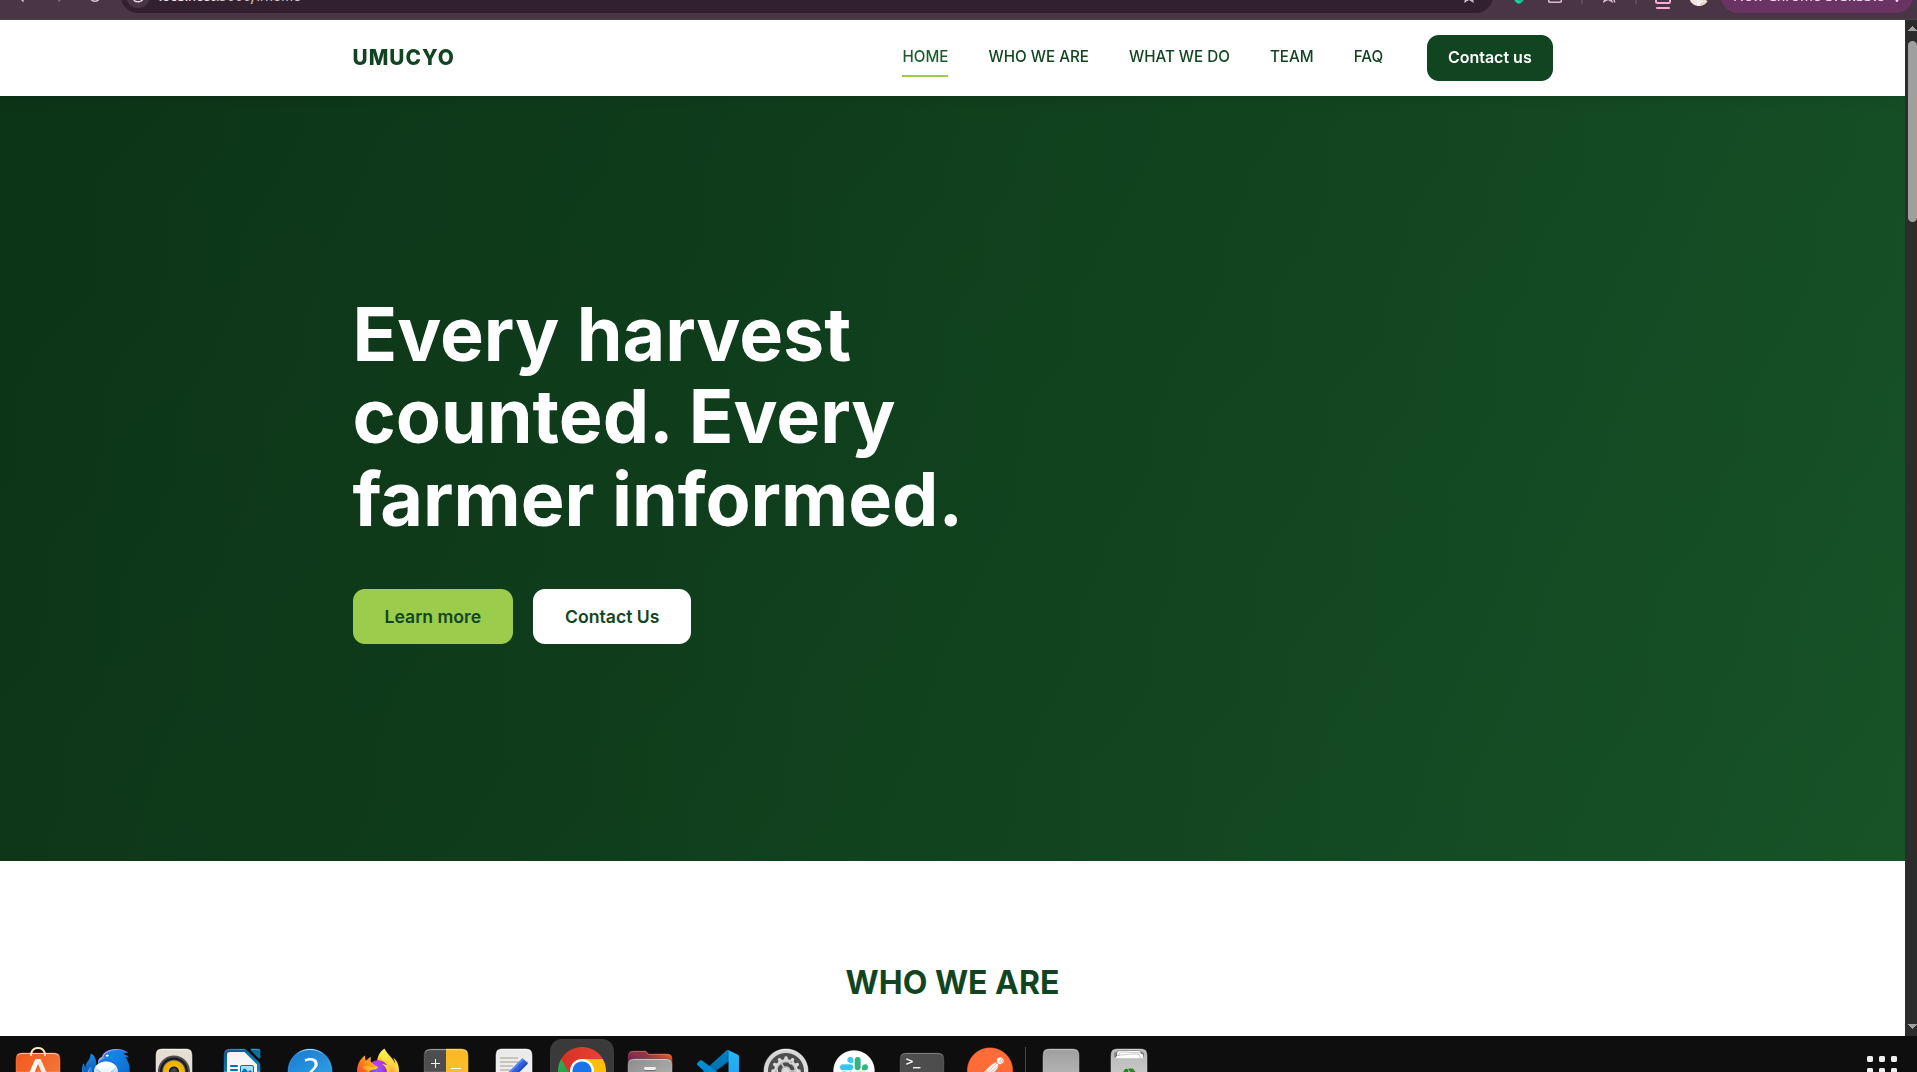 UMUCYO
HOME
WHO WE ARE
WHAT WE DO
TEAM
FAQ
Contact us
Every harvest
counted. Every
farmer informed.
Learn more
Contact Us
WHO WE ARE